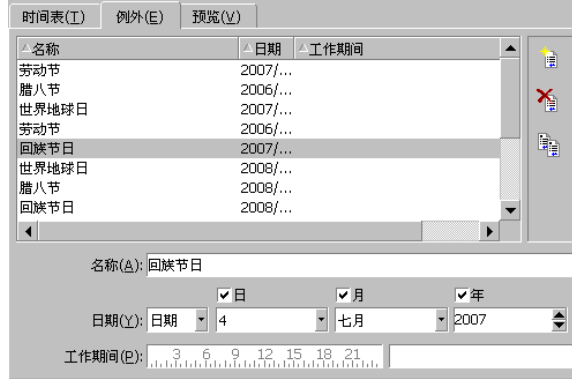 时间表(T) 例外(E) 预览(V)
名称 日期 工作期间
劳动节 2007/...
腊八节 2006/...
世界地球日 2007/...
劳动节 2006/...
回族节日 2007/...
世界地球日 2008/...
腊八节 2008/...
回族节日 2008/...
名称(A): 回族节日
日 月 年
日期(Y): 日期 4 七月 2007
工作期间(P): 3 6 9 12 15 18 21